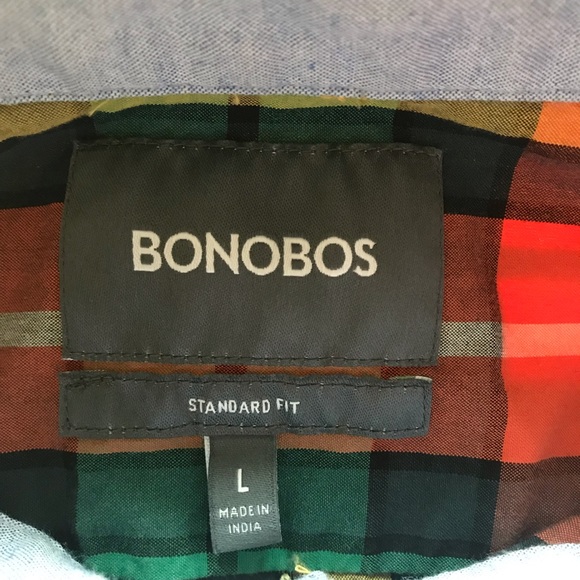 BONOBOS
STANDARD FIT
L
MADE IN
INDIA